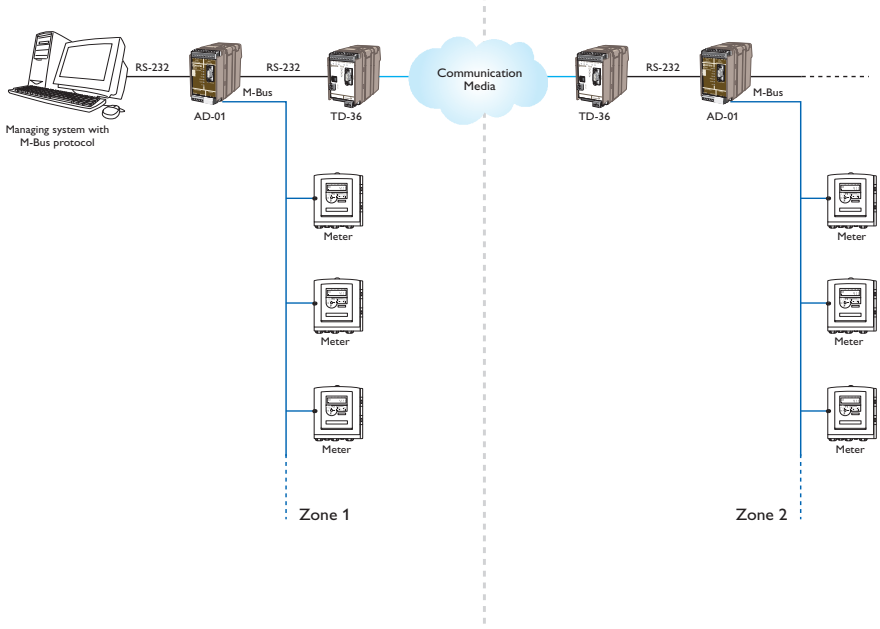 RS-232
RS-232
Communication
Media
RS-232
M-Bus
M-Bus
AD-01
TD-36
TD-36
AD-01
Managing system with
M-Bus protocol
Meter
Meter
Meter
Meter
Meter
Meter
Zone 1
Zone 2